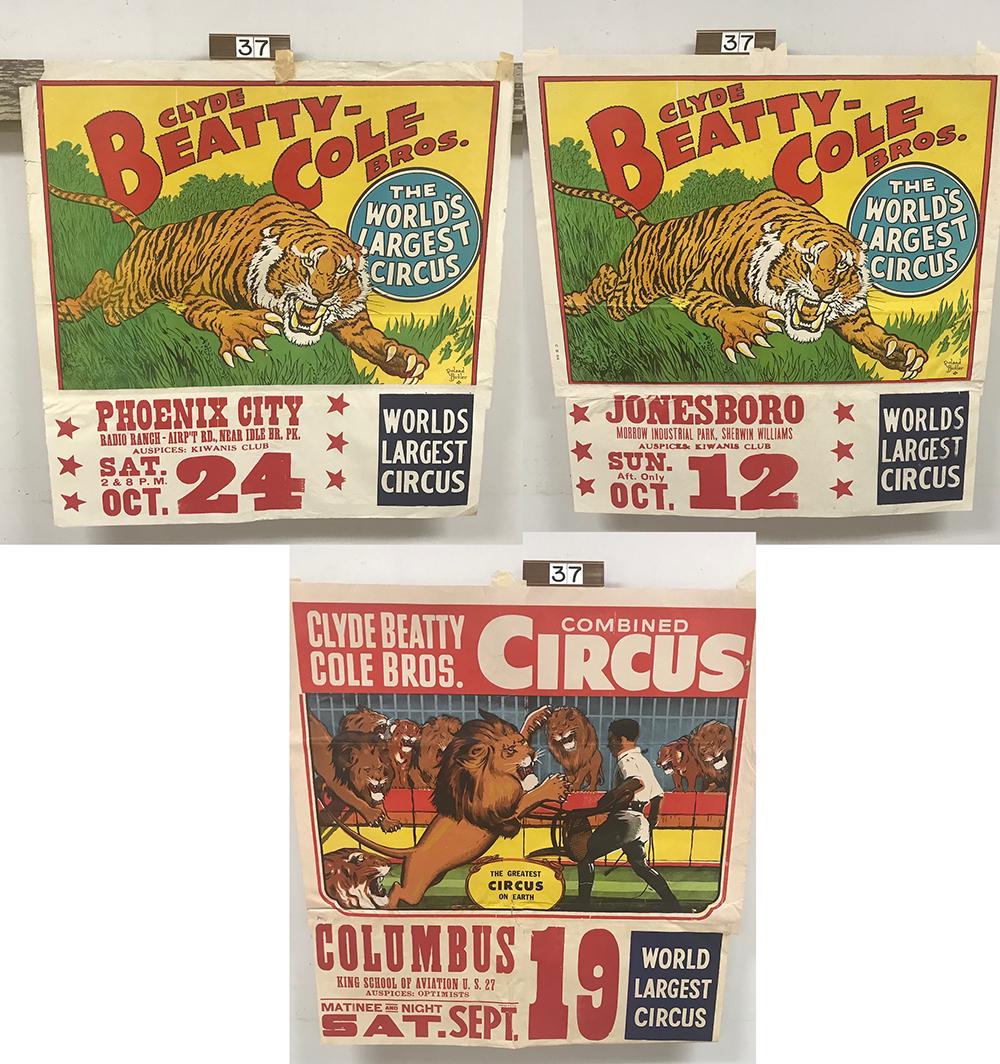 37
CLYDE
BEATTY-
COLE
BROS.
THE
WORLD'S
LARGEST
CIRCUS
Roland
Butler
PHOENIX CITY
RADIO RANCH - AIRP'T RD., NEAR IDLE HR. PK.
AUSPICES: KIWANIS CLUB
SAT.
2 & 8 P. M.
OCT. 24
WORLDS
LARGEST
CIRCUS
37
CLYDE
BEATTY-
COLE
BROS.
THE
WORLD'S
LARGEST
CIRCUS
Roland
Butler
JONESBORO
MORROW INDUSTRIAL PARK, SHERWIN WILLIAMS
AUSPICES: KIWANIS CLUB
SUN.
Aft. Only
OCT. 12
WORLDS
LARGEST
CIRCUS
37
CLYDE BEATTY
COLE BROS.
COMBINED
CIRCUS
THE GREATEST
CIRCUS
ON EARTH
COLUMBUS
KING SCHOOL OF AVIATION U. S. 27
AUSPICES: OPTIMISTS
MATINEE AND NIGHT
SAT. SEPT. 19
WORLD
LARGEST
CIRCUS